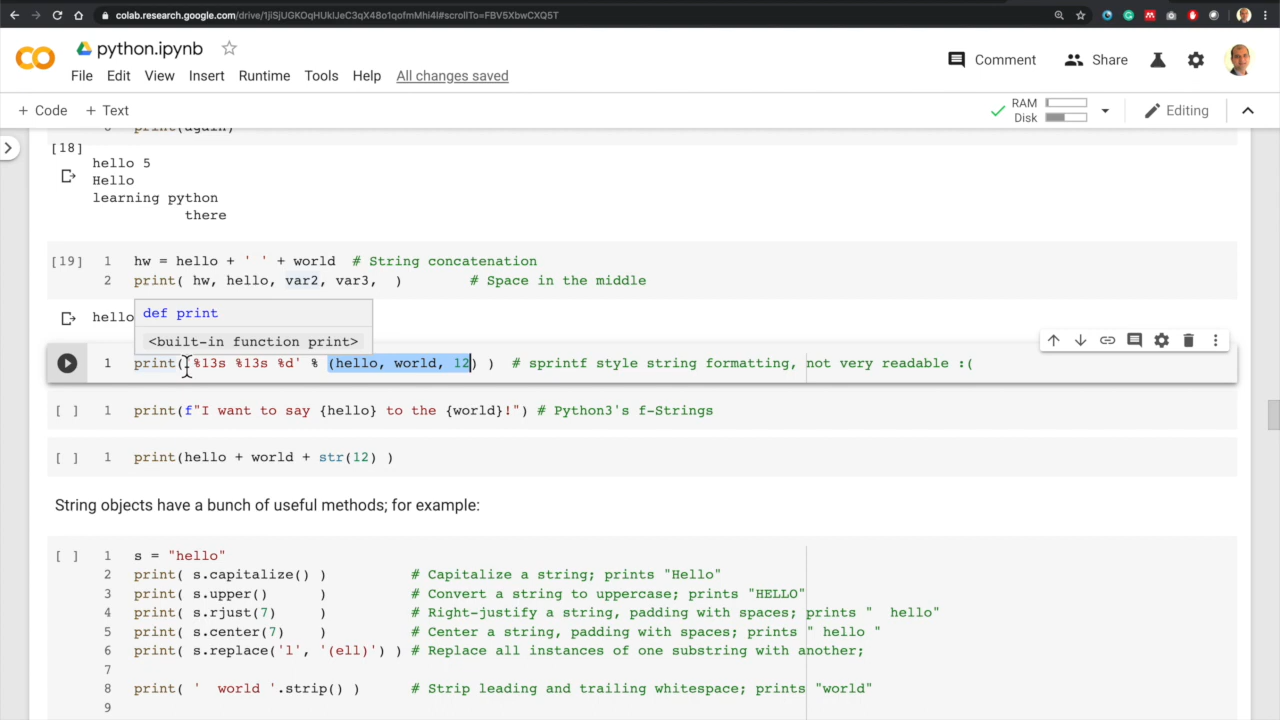 colab.research.google.com/drive/1jiSjUGKOqHUkIJeC3qX48o1qofmMhi4l#scrollTo=FBV5XbwCXQ5T
python.ipynb
File Edit View Insert Runtime Tools Help All changes saved
Comment Share
+ Code + Text
RAM
Disk
Editing
print(again)
[18]
hello 5
Hello
learning python
there
[19] 1 hw = hello + ' ' + world # String concatenation
2 print( hw, hello, var2, var3, ) # Space in the middle
hello
def print
<built-in function print>
1 print( %13s %13s %d' % (hello, world, 12) ) # sprintf style string formatting, not very readable :(
[ ] 1 print(f"I want to say {hello} to the {world}!") # Python3's f-Strings
[ ] 1 print(hello + world + str(12) )
String objects have a bunch of useful methods; for example:
[ ] 1 s = "hello"
2 print( s.capitalize() ) # Capitalize a string; prints "Hello"
3 print( s.upper() ) # Convert a string to uppercase; prints "HELLO"
4 print( s.rjust(7) ) # Right-justify a string, padding with spaces; prints "  hello"
5 print( s.center(7) ) # Center a string, padding with spaces; prints " hello "
6 print( s.replace('l', '(ell)') ) # Replace all instances of one substring with another;
7
8 print( '  world '.strip() ) # Strip leading and trailing whitespace; prints "world"
9